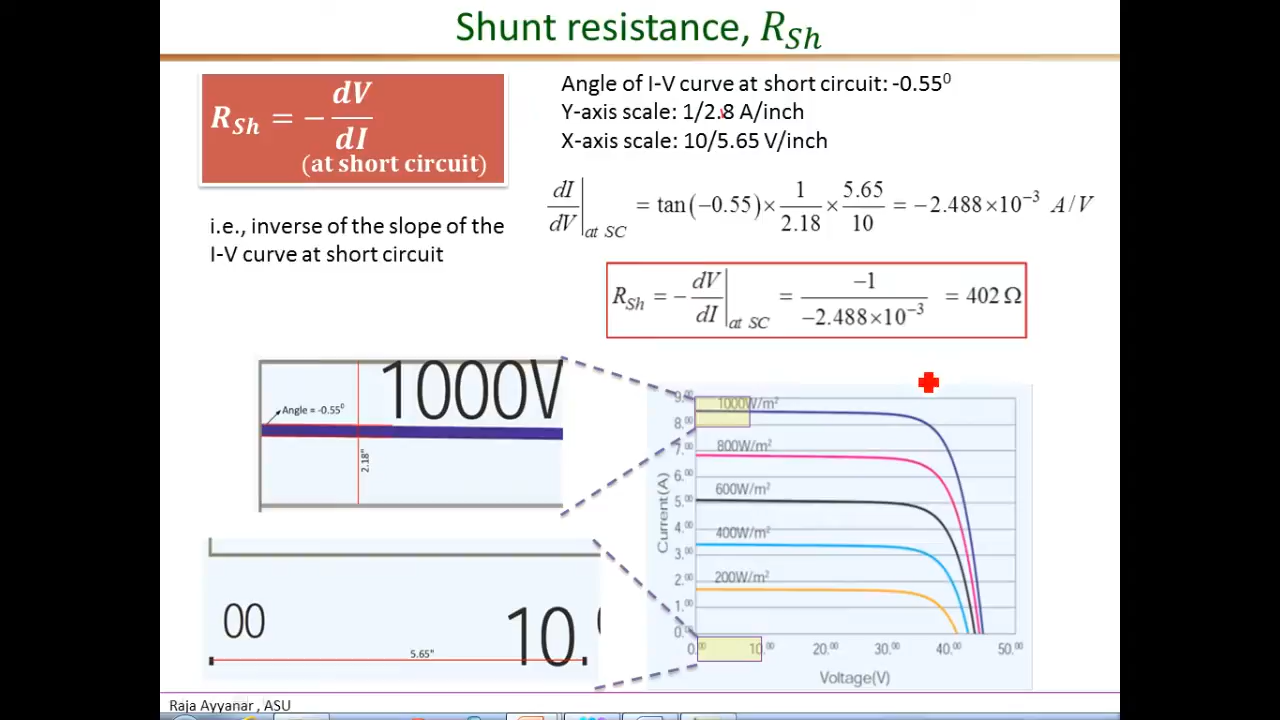 Shunt resistance, R_Sh
R_Sh = − dV/dI
(at short circuit)
i.e., inverse of the slope of the
I-V curve at short circuit
Angle of I-V curve at short circuit: -0.55⁰
Y-axis scale: 1/2.8 A/inch
X-axis scale: 10/5.65 V/inch
dI/dV | at SC = tan(−0.55) × 1/2.18 × 5.65/10 = −2.488×10⁻³ A/V
R_Sh = − dV/dI | at SC = −1/(−2.488×10⁻³) = 402 Ω
1000V
Angle = -0.55⁰
2.18"
00
10.
5.65"
Current(A)
9.⁰⁰
8.⁰⁰
7.⁰⁰
6.⁰⁰
5.⁰⁰
4.⁰⁰
3.⁰⁰
2.⁰⁰
1.⁰⁰
0.⁰⁰
1000W/m²
800W/m²
600W/m²
400W/m²
200W/m²
0.⁰⁰ 10.⁰⁰ 20.⁰⁰ 30.⁰⁰ 40.⁰⁰ 50.⁰⁰
Voltage(V)
Raja Ayyanar , ASU